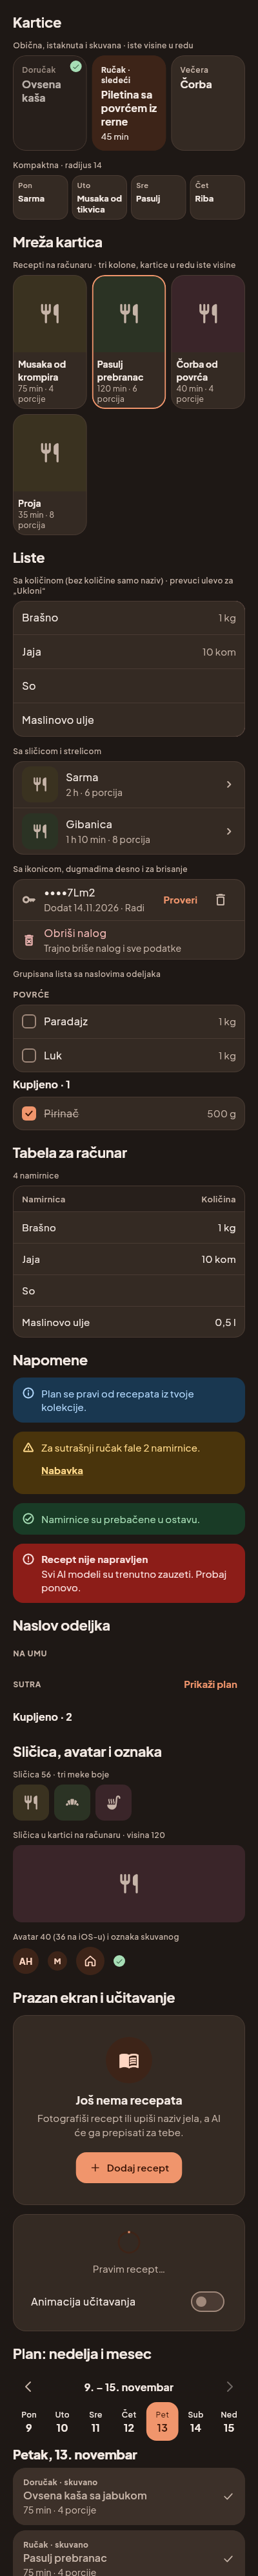 Kartice
Obična, istaknuta i skuvana · iste visine u redu
Doručak
Ovsena
kaša
Ručak ·
sledeći
Piletina sa
povrćem iz
rerne
45 min
Večera
Čorba
Kompaktna · radijus 14
Pon
Sarma
Uto
Musaka od
tikvica
Sre
Pasulj
Čet
Riba
Mreža kartica
Recepti na računaru · tri kolone, kartice u redu iste visine
Musaka od
krompira
75 min · 4
porcije
Pasulj
prebranac
120 min · 6
porcija
Čorba od
povrća
40 min · 4
porcije
Proja
35 min · 8
porcija
Liste
Sa količinom (bez količine samo naziv) · prevuci ulevo za
„Ukloni“
Brašno 1 kg
Jaja 10 kom
So
Maslinovo ulje
Sa sličicom i strelicom
Sarma
2 h · 6 porcija
Gibanica
1 h 10 min · 8 porcija
Sa ikonicom, dugmadima desno i za brisanje
••••7Lm2
Dodat 14.11.2026 · Radi
Proveri
Obriši nalog
Trajno briše nalog i sve podatke
Grupisana lista sa naslovima odeljaka
POVRĆE
Paradajz 1 kg
Luk 1 kg
Kupljeno · 1
Pirinač 500 g
Tabela za računar
4 namirnice
Namirnica Količina
Brašno 1 kg
Jaja 10 kom
So
Maslinovo ulje 0,5 l
Napomene
Plan se pravi od recepata iz tvoje
kolekcije.
Za sutrašnji ručak fale 2 namirnice.
Nabavka
Namirnice su prebačene u ostavu.
Recept nije napravljen
Svi AI modeli su trenutno zauzeti. Probaj
ponovo.
Naslov odeljka
NA UMU
SUTRA Prikaži plan
Kupljeno · 2
Sličica, avatar i oznaka
Sličica 56 · tri meke boje
Sličica u kartici na računaru · visina 120
Avatar 40 (36 na iOS-u) i oznaka skuvanog
AH M
Prazan ekran i učitavanje
Još nema recepata
Fotografiši recept ili upiši naziv jela, a AI
će ga prepisati za tebe.
+ Dodaj recept
Pravim recept…
Animacija učitavanja
Plan: nedelja i mesec
9. – 15. novembar
Pon Uto Sre Čet Pet Sub Ned
9 10 11 12 13 14 15
Petak, 13. novembar
Doručak · skuvano
Ovsena kaša sa jabukom
75 min · 4 porcije
Ručak · skuvano
Pasulj prebranac
75 min · 4 porcije